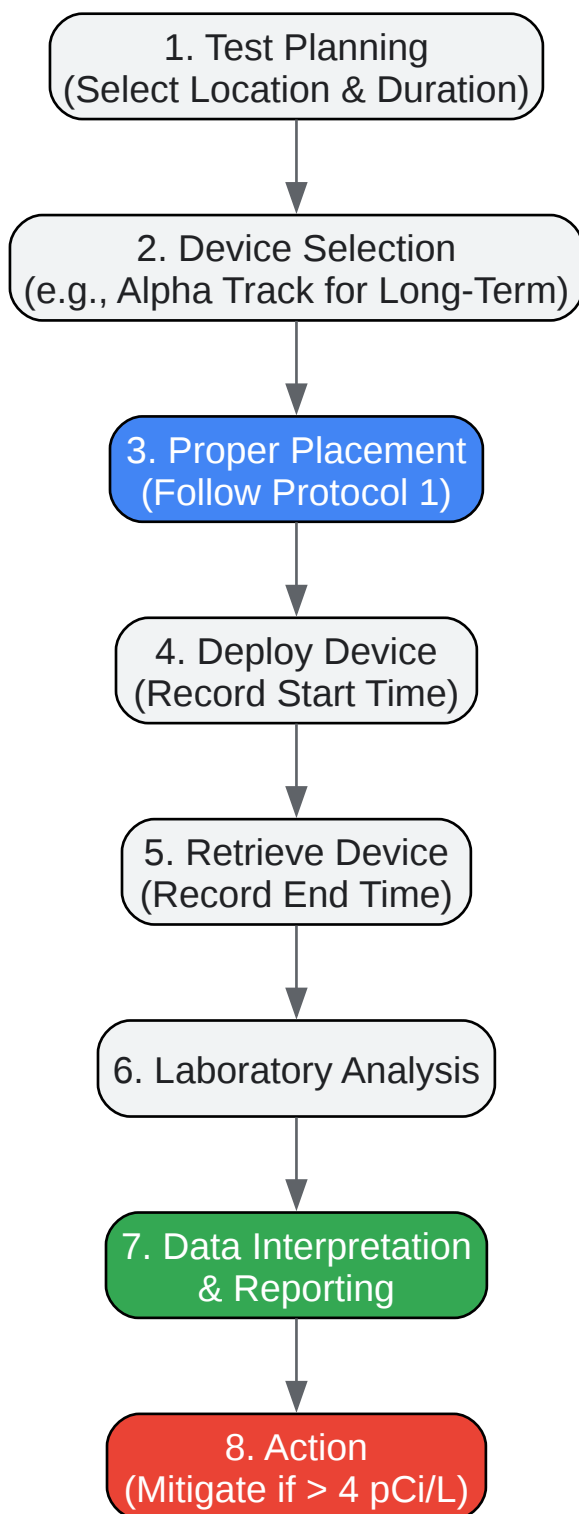 1. Test Planning
(Select Location & Duration)
2. Device Selection
(e.g., Alpha Track for Long-Term)
3. Proper Placement
(Follow Protocol 1)
4. Deploy Device
(Record Start Time)
5. Retrieve Device
(Record End Time)
6. Laboratory Analysis
7. Data Interpretation
& Reporting
8. Action
(Mitigate if > 4 pCi/L)